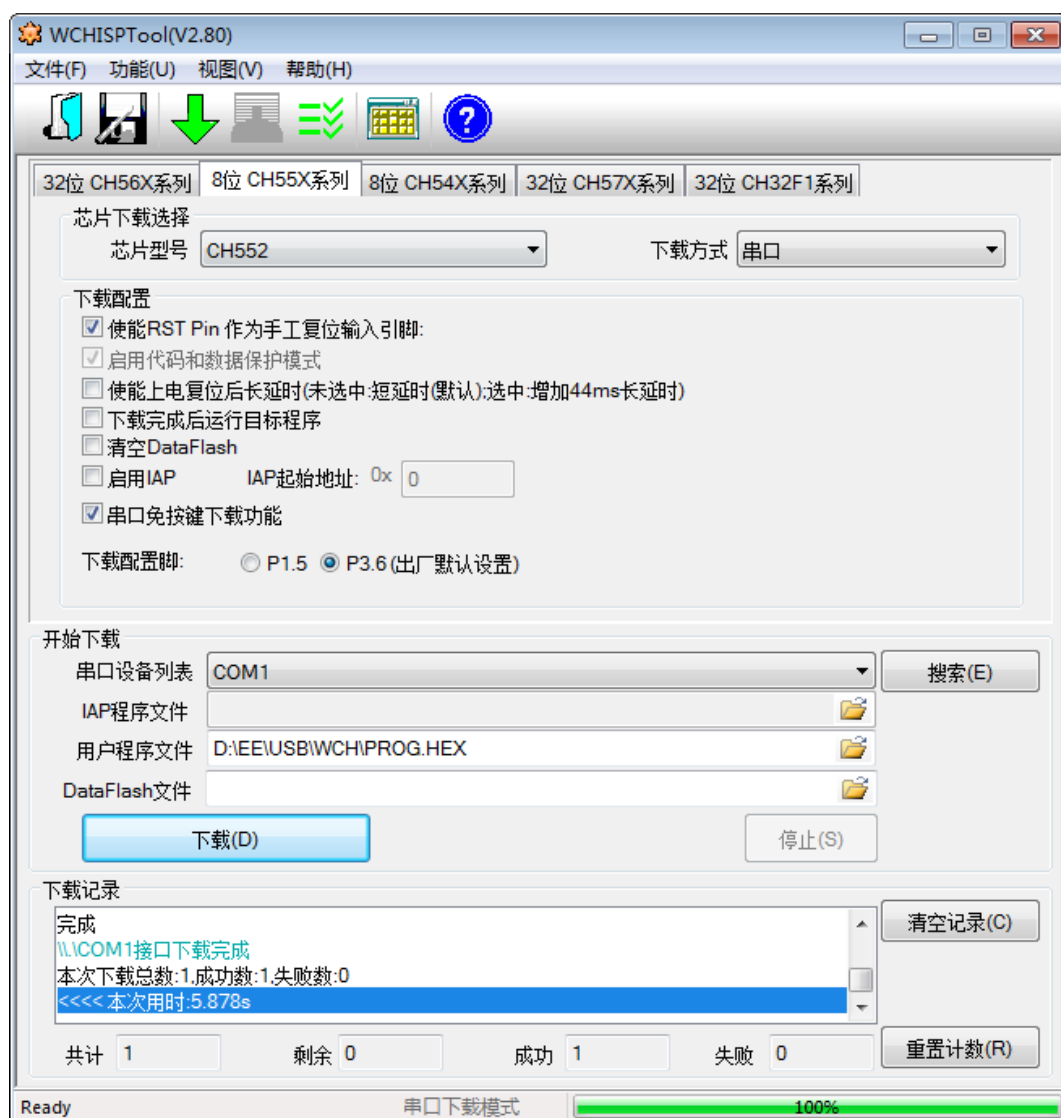 WCHISPTool(V2.80)
文件(F) 功能(U) 视图(V) 帮助(H)
32位 CH56X系列 8位 CH55X系列 8位 CH54X系列 32位 CH57X系列 32位 CH32F1系列
芯片下载选择
芯片型号 CH552 下载方式 串口
下载配置
使能RST Pin 作为手工复位输入引脚:
启用代码和数据保护模式
使能上电复位后长延时(未选中:短延时(默认);选中:增加44ms长延时)
下载完成后运行目标程序
清空DataFlash
启用IAP IAP起始地址: 0x 0
串口免按键下载功能
下载配置脚: P1.5 P3.6(出厂默认设置)
开始下载
串口设备列表 COM1 搜索(E)
IAP程序文件
用户程序文件 D:\EE\USB\WCH\PROG.HEX
DataFlash文件
下载(D) 停止(S)
下载记录
完成 清空记录(C)
\\.\COM1接口下载完成
本次下载总数:1,成功数:1,失败数:0
<<<< 本次用时:5.878s
共计 1 剩余 0 成功 1 失败 0 重置计数(R)
Ready 串口下载模式 100%